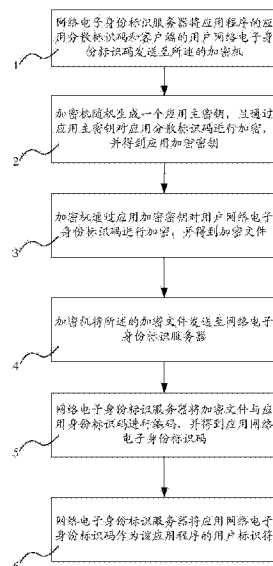 网络电子身份标识服务器将应用程序的应
用分散标识码和客户端的用户网络电子身
份标识码发送至所述的加密机
1
加密机随机生成一个应用主密钥，且通过
应用主密钥对应用分散标识码进行加密，
并得到应用加密密钥
2
加密机通过应用加密密钥对用户网络电子
身份标识码进行加密，并得到加密文件
3
加密机将所述的加密文件发送至网络电子
身份标识服务器
4
网络电子身份标识服务器将加密文件与应
用身份标识码进行编码，并得到应用网络
电子身份标识码
5
网络电子身份标识服务器将应用网络电子
身份标识码作为该应用程序的用户标识符
6